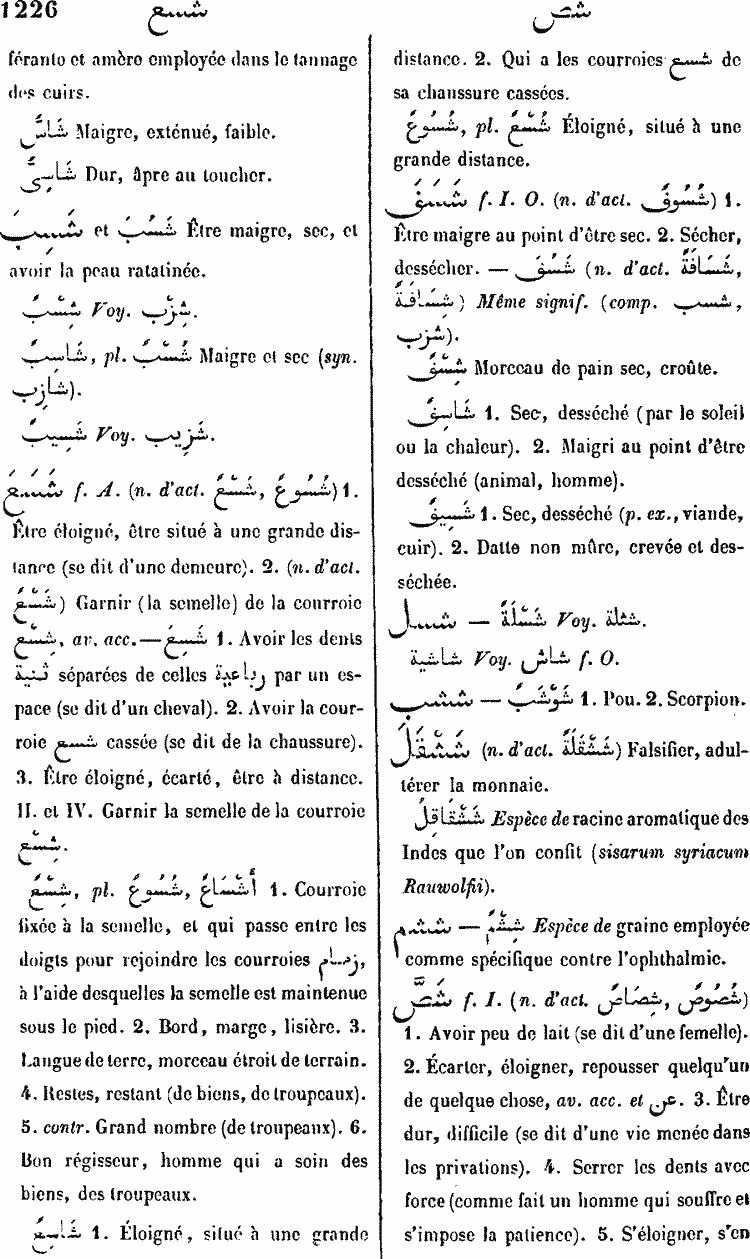 1226
شسع
شص
férante et amère employée dans le tannage
des cuirs.
شَاسٌّ Maigre, exténué, faible.
شَاسِىٌّ Dur, âpre au toucher.
شَسِبَ et شَسُبَ Être maigre, sec, et
avoir la peau ratatinée.
شِسْبٌ Voy. شِزْب.
شَاسِبٌ, pl. شُسَّبٌ Maigre et sec (syn.
شازب).
شَسِيبٌ Voy. شَزِيب.
شَسَعَ f. A. (n. d'act. شَسْعٌ, شُسُوعٌ) 1.
Être éloigné, être situé à une grande dis-
tance (se dit d'une demeure). 2. (n. d'act.
شَسْعٌ) Garnir (la semelle) de la courroie
شِسْع, av. acc. — شَسِعَ 1. Avoir les dents
ثنية séparées de celles رباعية par un es-
pace (se dit d'un cheval). 2. Avoir la cour-
roie شسع cassée (se dit de la chaussure).
3. Être éloigné, écarté, être à distance.
II. et IV. Garnir la semelle de la courroie
شِسْع.
شِسْعٌ, pl. شُسُوعٌ, أَشْسَاعٌ 1. Courroie
fixée à la semelle, et qui passe entre les
doigts pour rejoindre les courroies زمام,
à l'aide desquelles la semelle est maintenue
sous le pied. 2. Bord, marge, lisière. 3.
Langue de terre, morceau étroit de terrain.
4. Restes, restant (de biens, de troupeaux).
5. contr. Grand nombre (de troupeaux). 6.
Bon régisseur, homme qui a soin des
biens, des troupeaux.
شَاسِعٌ 1. Éloigné, situé à une grande
distance. 2. Qui a les courroies شسع de
sa chaussure cassées.
شَسُوعٌ, pl. شُسُعٌ Éloigné, situé à une
grande distance.
شَسَفَ f. I. O. (n. d'act. شُسُوفٌ) 1.
Être maigre au point d'être sec. 2. Sécher,
dessécher. — شَسُفَ (n. d'act. شَسَافَةٌ,
شِسَافَةٌ) Même signif. (comp. شسب,
شزب).
شِسْفٌ Morceau de pain sec, croûte.
شَاسِفٌ 1. Sec, desséché (par le soleil
ou la chaleur). 2. Maigri au point d'être
desséché (animal, homme).
شَسِيفٌ 1. Sec, desséché (p. ex., viande,
cuir). 2. Datte non mûre, crevée et des-
séchée.
شسل — شَسْلَةٌ Voy. شثلة.
شاشية Voy. شاش f. O.
ششب — شَوْشَبٌ 1. Pou. 2. Scorpion.
شَشْقَلَ (n. d'act. شَشْقَلَةٌ) Falsifier, adul-
térer la monnaie.
شَشْقَاقِلٌ Espèce de racine aromatique des
Indes que l'on confit (sisarum syriacum
Rauwolfii).
ششم — شِشْمٌ Espèce de graine employée
comme spécifique contre l'ophthalmie.
شَصَّ f. I. (n. d'act. شِصَاصٌ, شُصُوصٌ)
1. Avoir peu de lait (se dit d'une femelle).
2. Écarter, éloigner, repousser quelqu'un
de quelque chose, av. acc. et عن. 3. Être
dur, difficile (se dit d'une vie menée dans
les privations). 4. Serrer les dents avec
force (comme fait un homme qui souffre et
s'impose la patience). 5. S'éloigner, s'en